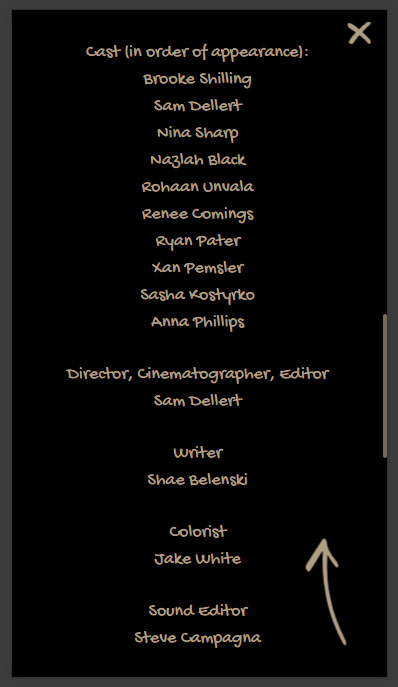 Cast (in order of appearance):
Brooke Shilling
Sam Dellert
Nina Sharp
Nazlah Black
Rohaan Unvala
Renee Comings
Ryan Pater
Xan Pemsler
Sasha Kostyrko
Anna Phillips
Director, Cinematographer, Editor
Sam Dellert
Writer
Shae Belenski
Colorist
Jake White
Sound Editor
Steve Campagna